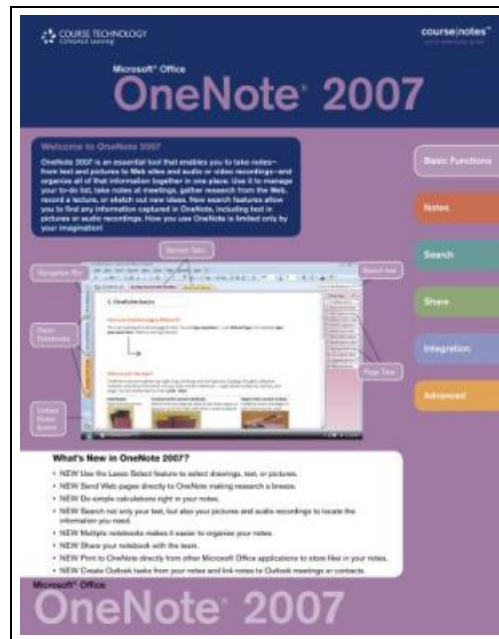 COURSE TECHNOLOGY
CENGAGE Learning
course|notes™
quick reference guide
Microsoft® Office
OneNote® 2007
Welcome to OneNote 2007
OneNote 2007 is an essential tool that enables you to take notes—
from text and pictures to Web sites and audio or video recordings—and
organize all of that information together in one place. Use it to manage
your to-do list, take notes at meetings, gather research from the Web,
record a lecture, or sketch out new ideas. New search features allow
you to find any information captured in OneNote, including text in
pictures or audio recordings. How you use OneNote is limited only by
your imagination!
Basic Functions
Notes
Search
Share
Integration
Advanced
Section Tabs
Navigation Bar
Search box
Open
Notebooks
Page Tabs
Unfiled
Notes
button
1. OneNote Basics
What's New in OneNote 2007?
• NEW Use the Lasso Select feature to select drawings, text, or pictures.
• NEW Send Web pages directly to OneNote making research a breeze.
• NEW Do simple calculations right in your notes.
• NEW Search not only your text, but also your pictures and audio recordings to locate the
information you need.
• NEW Multiple notebooks makes it easier to organize your notes.
• NEW Share your notebook with the team.
• NEW Print to OneNote directly from other Microsoft Office applications to store files in your notes.
• NEW Create Outlook tasks from your notes and link notes to Outlook meetings or contacts.
Microsoft® Office
OneNote® 2007